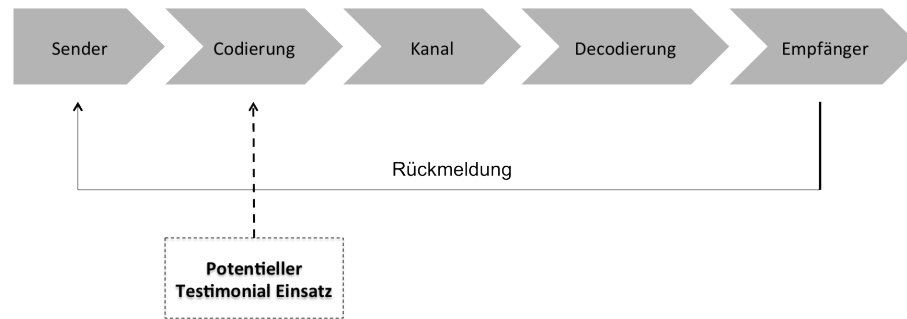 Sender
Codierung
Kanal
Decodierung
Empfänger
Rückmeldung
Potentieller
Testimonial Einsatz